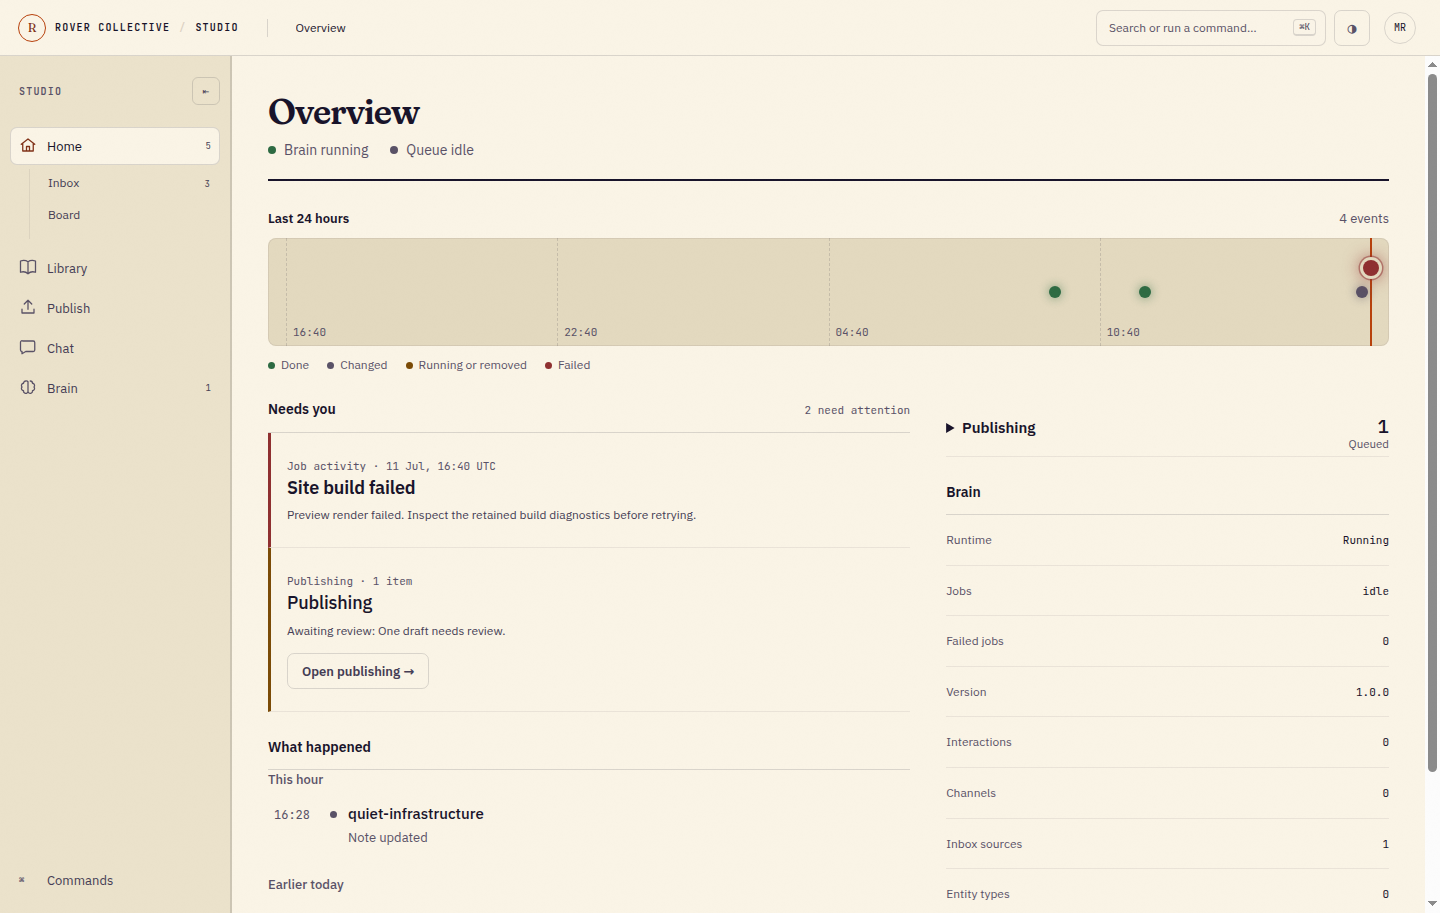 R ROVER COLLECTIVE / STUDIO Overview Search or run a command... ⌘K MR
STUDIO
Home 5
Inbox 3
Board
Library
Publish
Chat
Brain 1
⌘ Commands
Overview
Brain running Queue idle
Last 24 hours 4 events
16:40 22:40 04:40 10:40
Done Changed Running or removed Failed
Needs you 2 need attention
Job activity · 11 Jul, 16:40 UTC
Site build failed
Preview render failed. Inspect the retained build diagnostics before retrying.
Publishing · 1 item
Publishing
Awaiting review: One draft needs review.
Open publishing →
What happened
This hour
16:28 quiet-infrastructure
Note updated
Earlier today
Publishing 1
Queued
Brain
Runtime Running
Jobs idle
Failed jobs 0
Version 1.0.0
Interactions 0
Channels 0
Inbox sources 1
Entity types 0